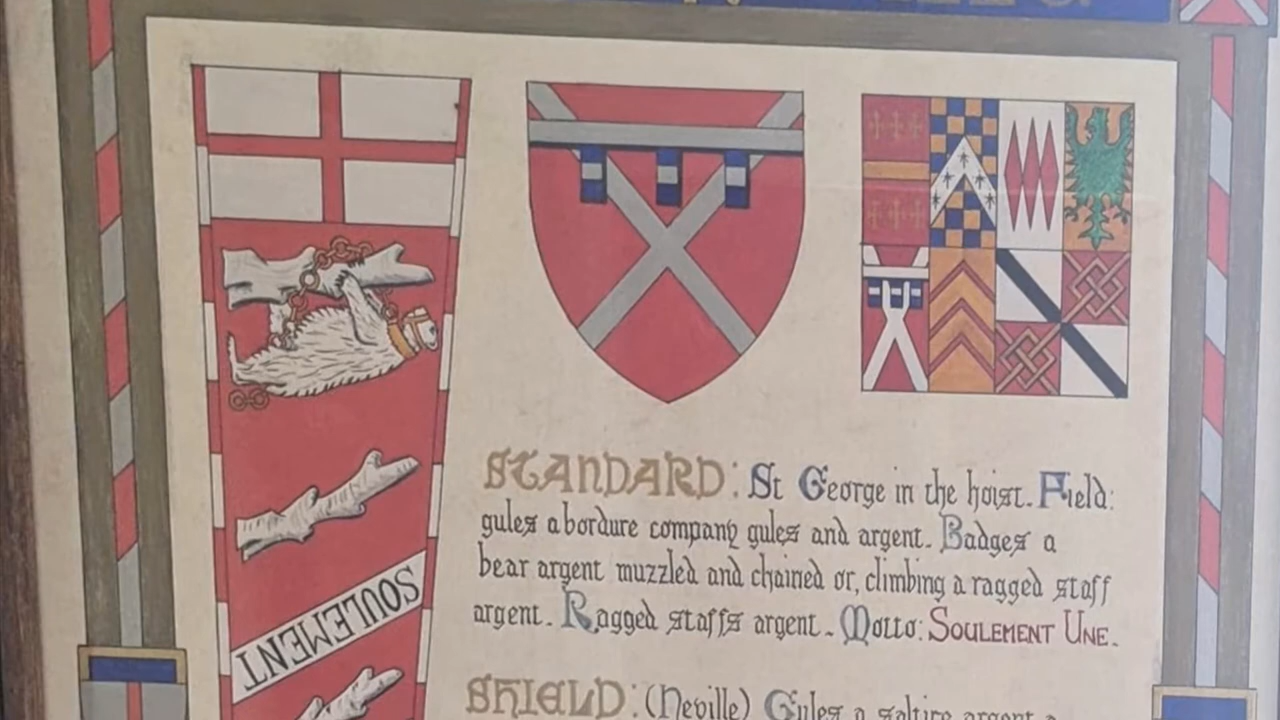 SOULEMENT
STANDARD: St George in the hoist. Field:
gules a bordure company gules and argent. Badges a
bear argent muzzled and chained or, climbing a ragged staff
argent. Ragged staffs argent. Motto: SOULEMENT UNE.
SHIELD: (Neville) Gules a saltire argent a